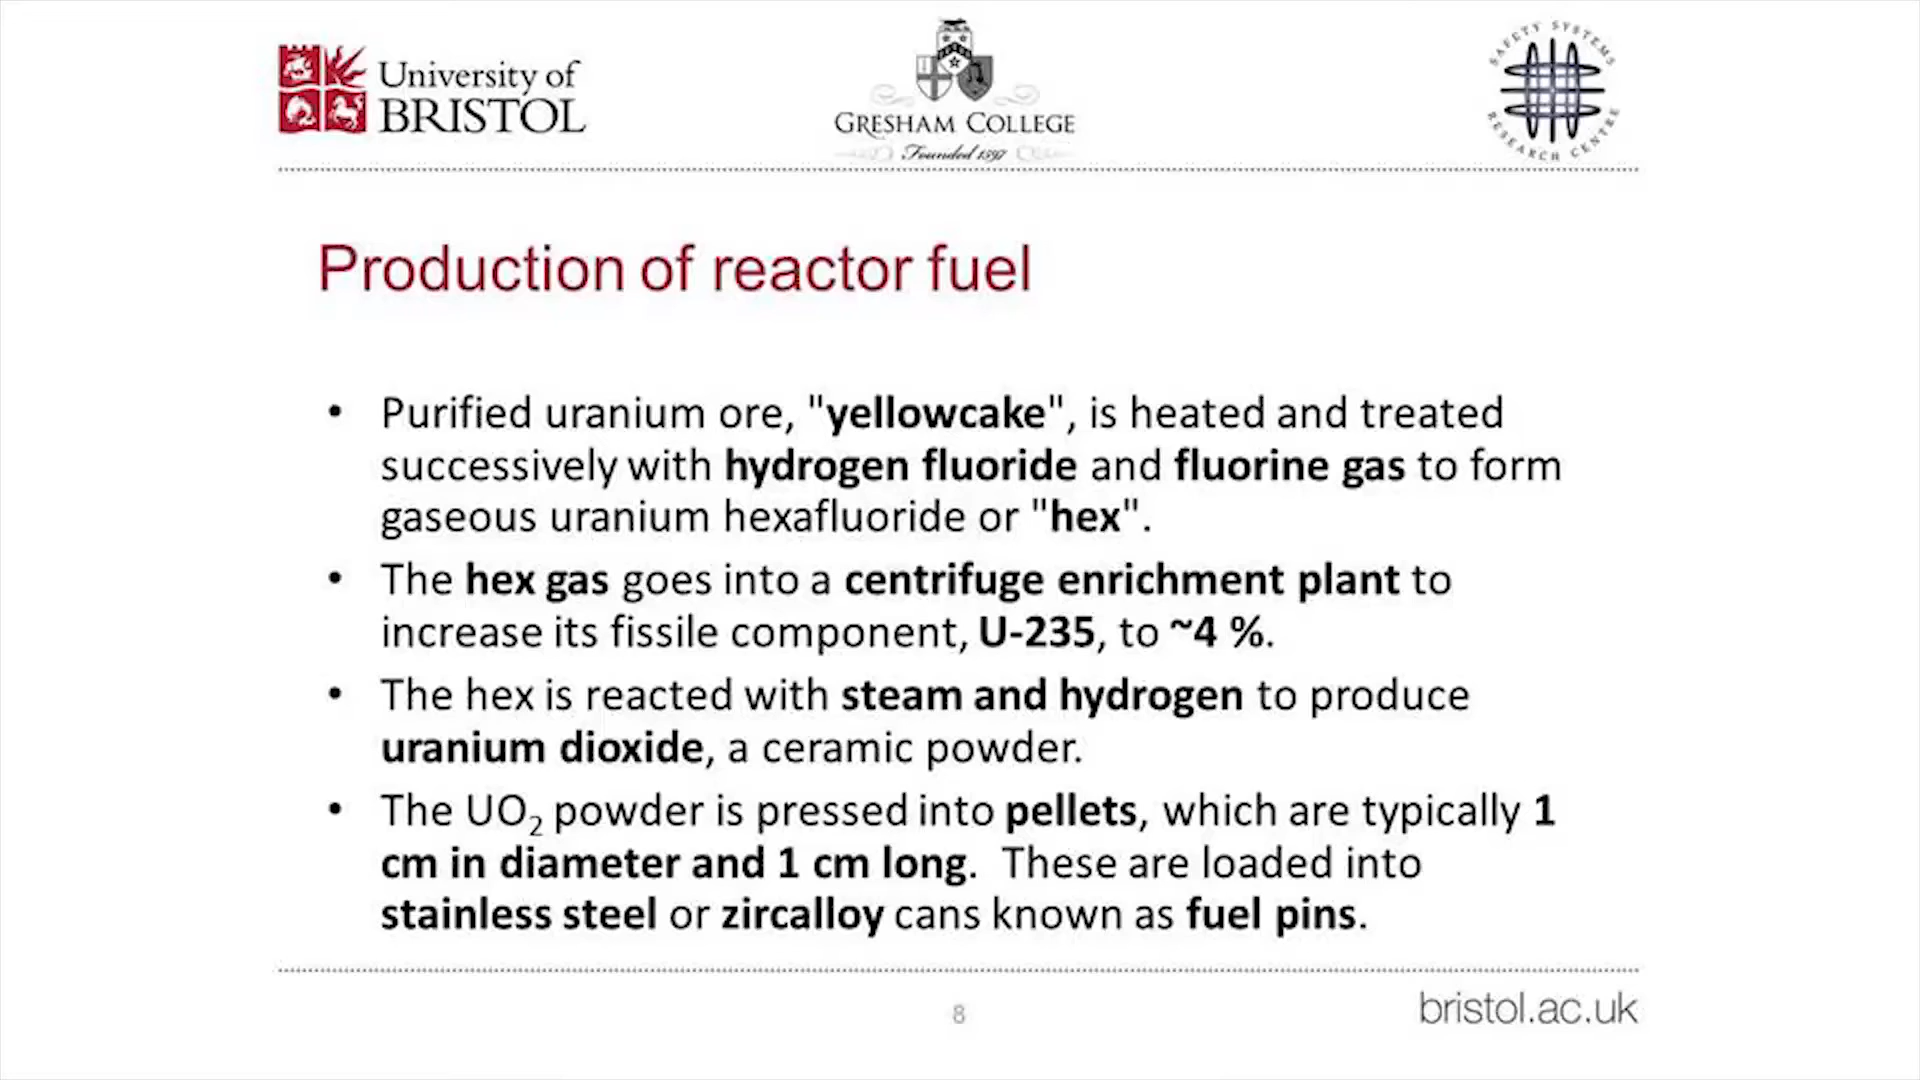 University of
BRISTOL
GRESHAM COLLEGE
Founded 1597
SAFETY SYSTEMS
RESEARCH CENTRE
Production of reactor fuel
• Purified uranium ore, "yellowcake", is heated and treated
successively with hydrogen fluoride and fluorine gas to form
gaseous uranium hexafluoride or "hex".
• The hex gas goes into a centrifuge enrichment plant to
increase its fissile component, U-235, to ~4 %.
• The hex is reacted with steam and hydrogen to produce
uranium dioxide, a ceramic powder.
• The UO₂ powder is pressed into pellets, which are typically 1
cm in diameter and 1 cm long. These are loaded into
stainless steel or zircalloy cans known as fuel pins.
8
bristol.ac.uk